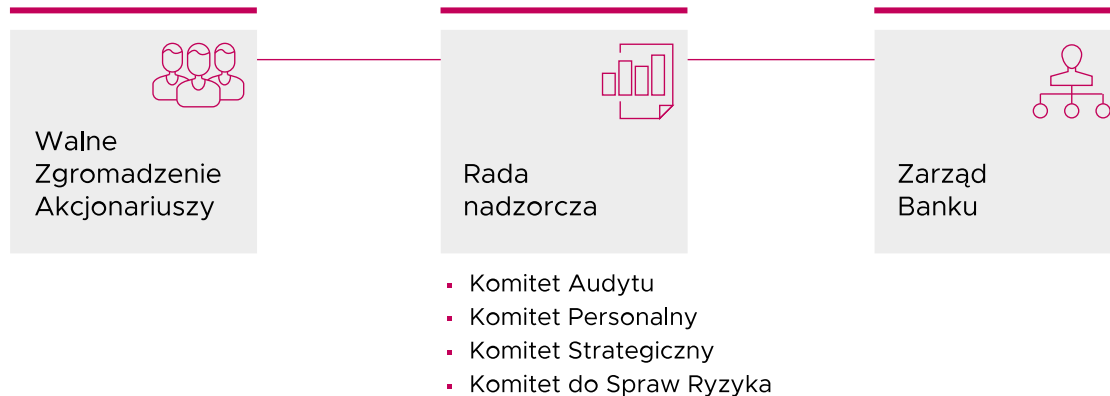 Walne
Zgromadzenie
Akcjonariuszy
Rada
nadzorcza
Zarząd
Banku
Komitet Audytu
Komitet Personalny
Komitet Strategiczny
Komitet do Spraw Ryzyka